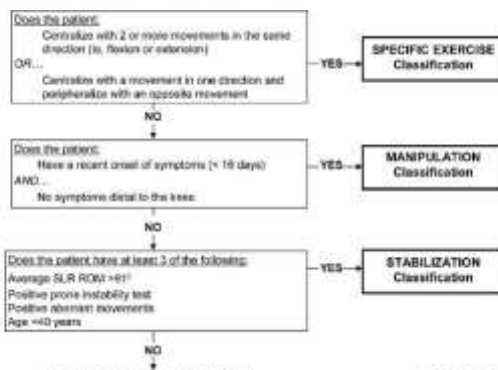 Does the patient:
Centralize with 2 or more movements in the same
direction (ie, flexion or extension)
OR...
Centralize with a movement in one direction and
peripheralize with an opposite movement
YES
SPECIFIC EXERCISE
Classification
NO
Does the patient:
Have a recent onset of symptoms (< 16 days)
AND...
No symptoms distal to the knee
YES
MANIPULATION
Classification
NO
Does the patient have at least 3 of the following:
Average SLR ROM >91°
Positive prone instability test
Positive aberrant movements
Age <40 years
YES
STABILIZATION
Classification
NO